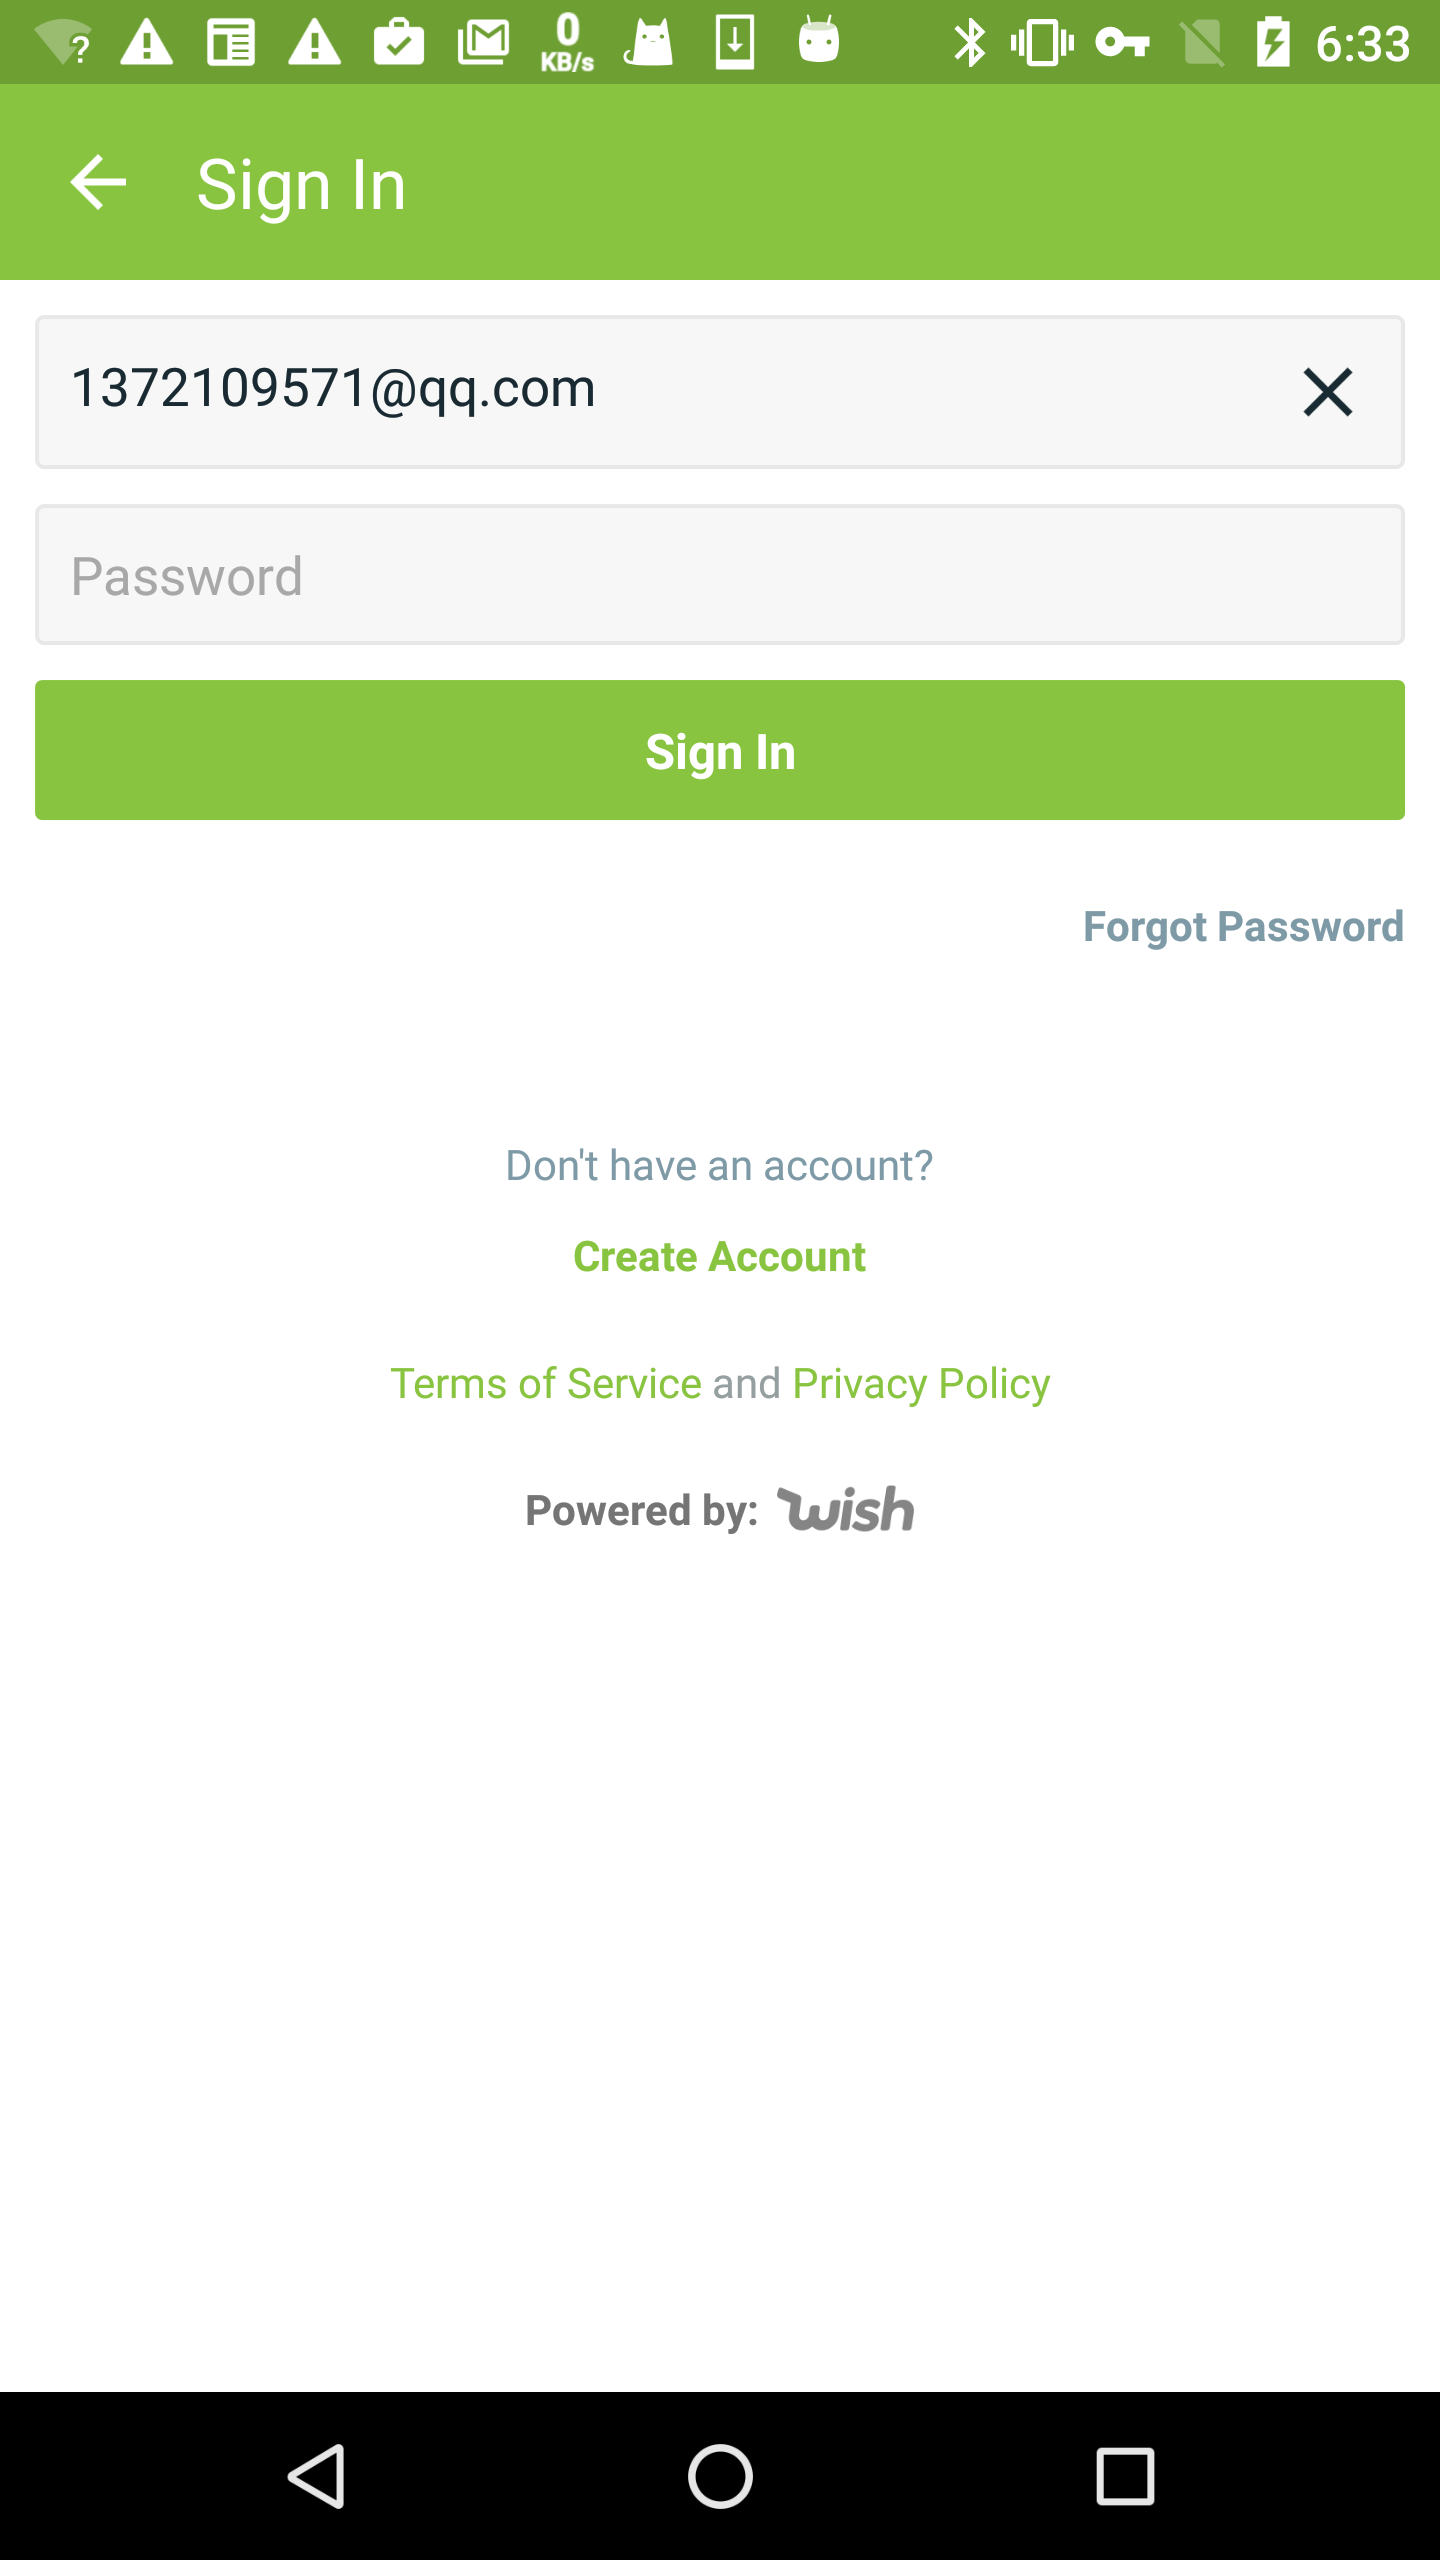 ? 0 KB/s 6:33
Sign In
1372109571@qq.com
Password
Sign In
Forgot Password
Don't have an account?
Create Account
Terms of Service and Privacy Policy
Powered by: wish